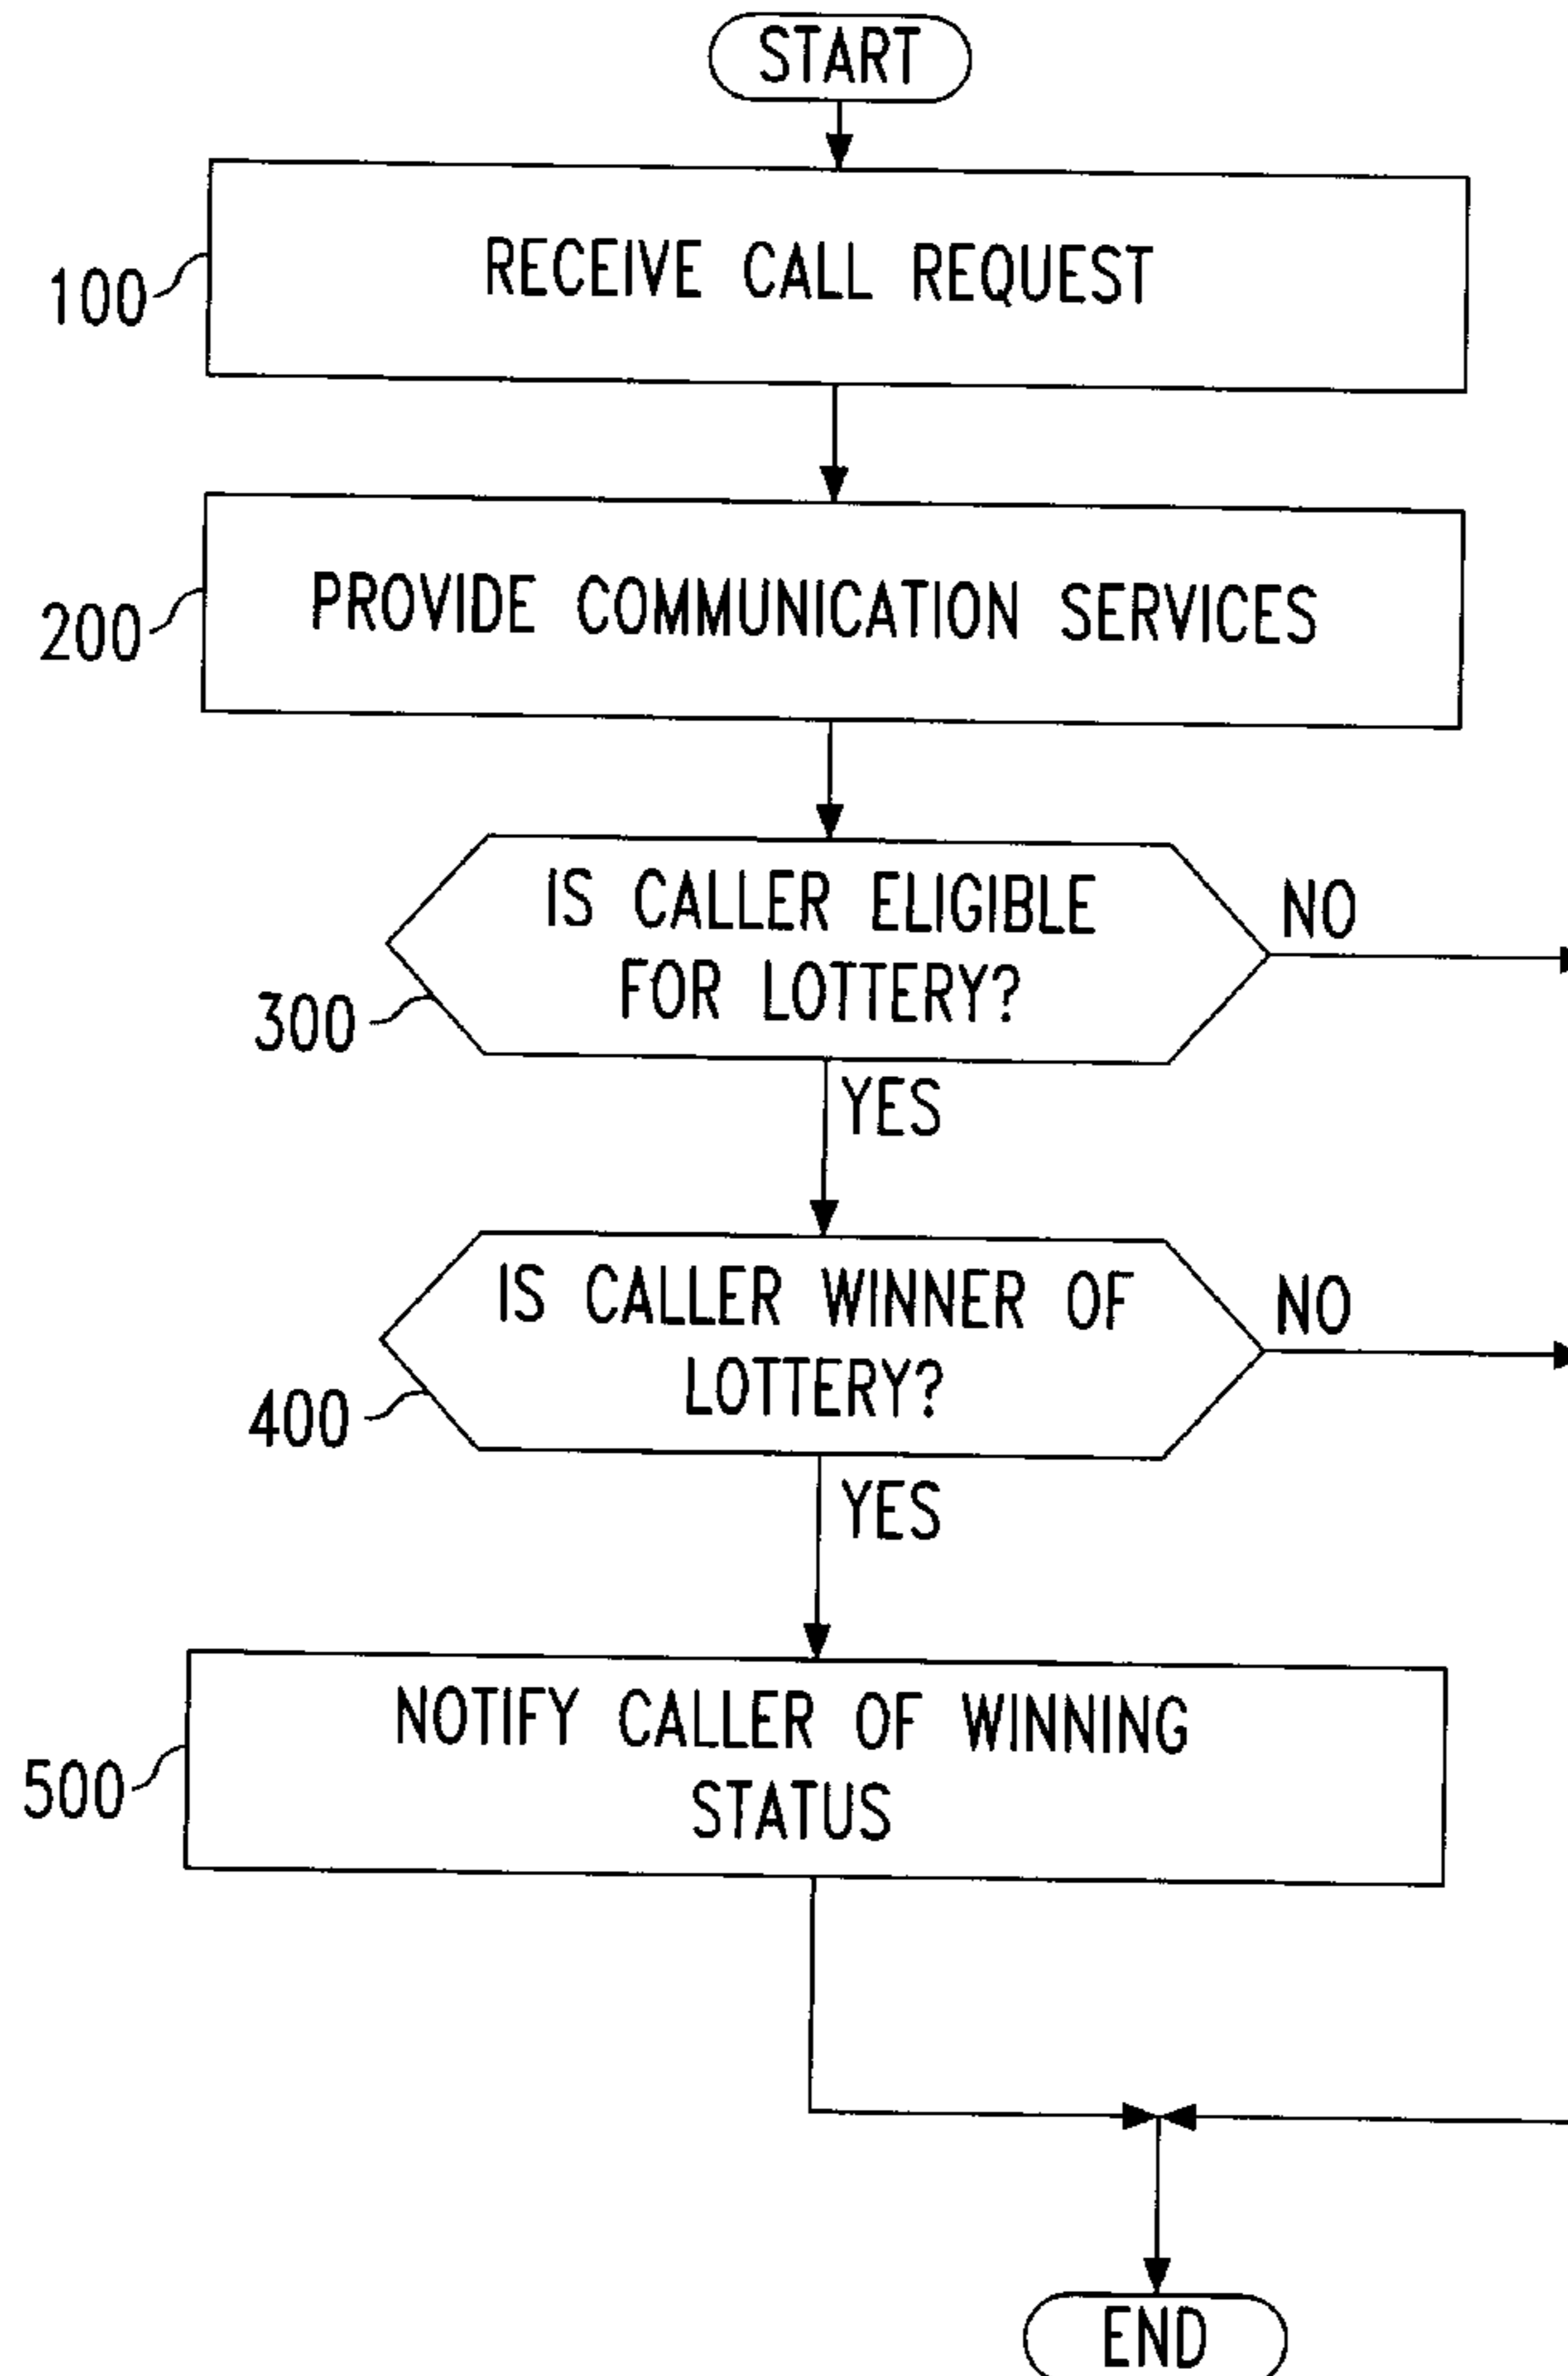 START
RECEIVE CALL REQUEST
100
PROVIDE COMMUNICATION SERVICES
200
IS CALLER ELIGIBLE
FOR LOTTERY?
NO
300
YES
IS CALLER WINNER OF
LOTTERY?
NO
400
YES
NOTIFY CALLER OF WINNING
STATUS
500
END